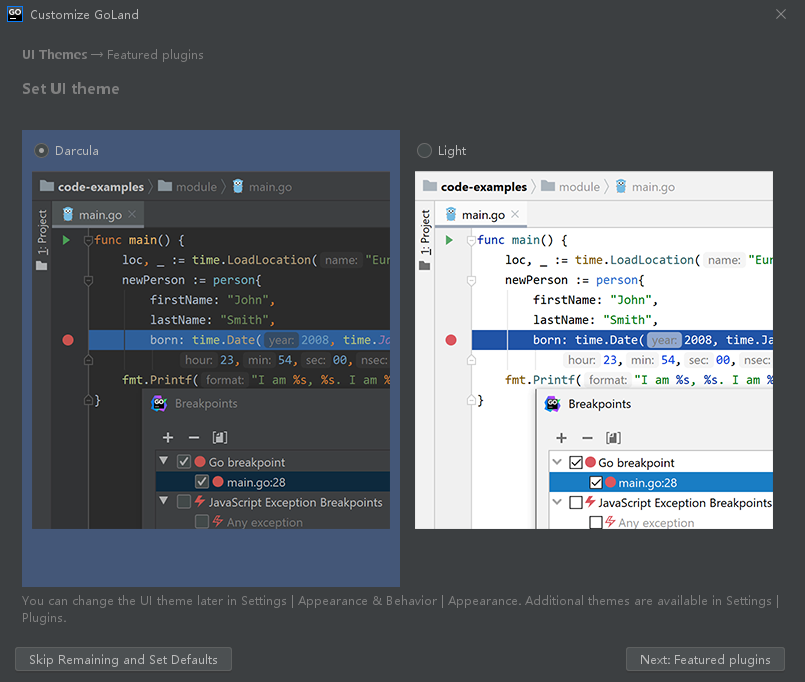 GO Customize GoLand
UI Themes → Featured plugins
Set UI theme
Darcula
code-examples module main.go
main.go
1: Project
func main() {
loc, _ := time.LoadLocation( name: "Eur
newPerson := person{
firstName: "John",
lastName: "Smith",
born: time.Date( year: 2008, time.Ja
hour: 23, min: 54, sec: 00, nsec:
fmt.Printf( format: "I am %s, %s. I am %
}
GO Breakpoints
Go breakpoint
main.go:28
JavaScript Exception Breakpoints
Any exception
Light
code-examples module main.go
main.go
1: Project
func main() {
loc, _ := time.LoadLocation( name: "Eur
newPerson := person{
firstName: "John",
lastName: "Smith",
born: time.Date( year: 2008, time.Ja
hour: 23, min: 54, sec: 00, nsec:
fmt.Printf( format: "I am %s, %s. I am %
}
GO Breakpoints
Go breakpoint
main.go:28
JavaScript Exception Breakpoints
Any exception
You can change the UI theme later in Settings | Appearance & Behavior | Appearance. Additional themes are available in Settings |
Plugins.
Skip Remaining and Set Defaults
Next: Featured plugins